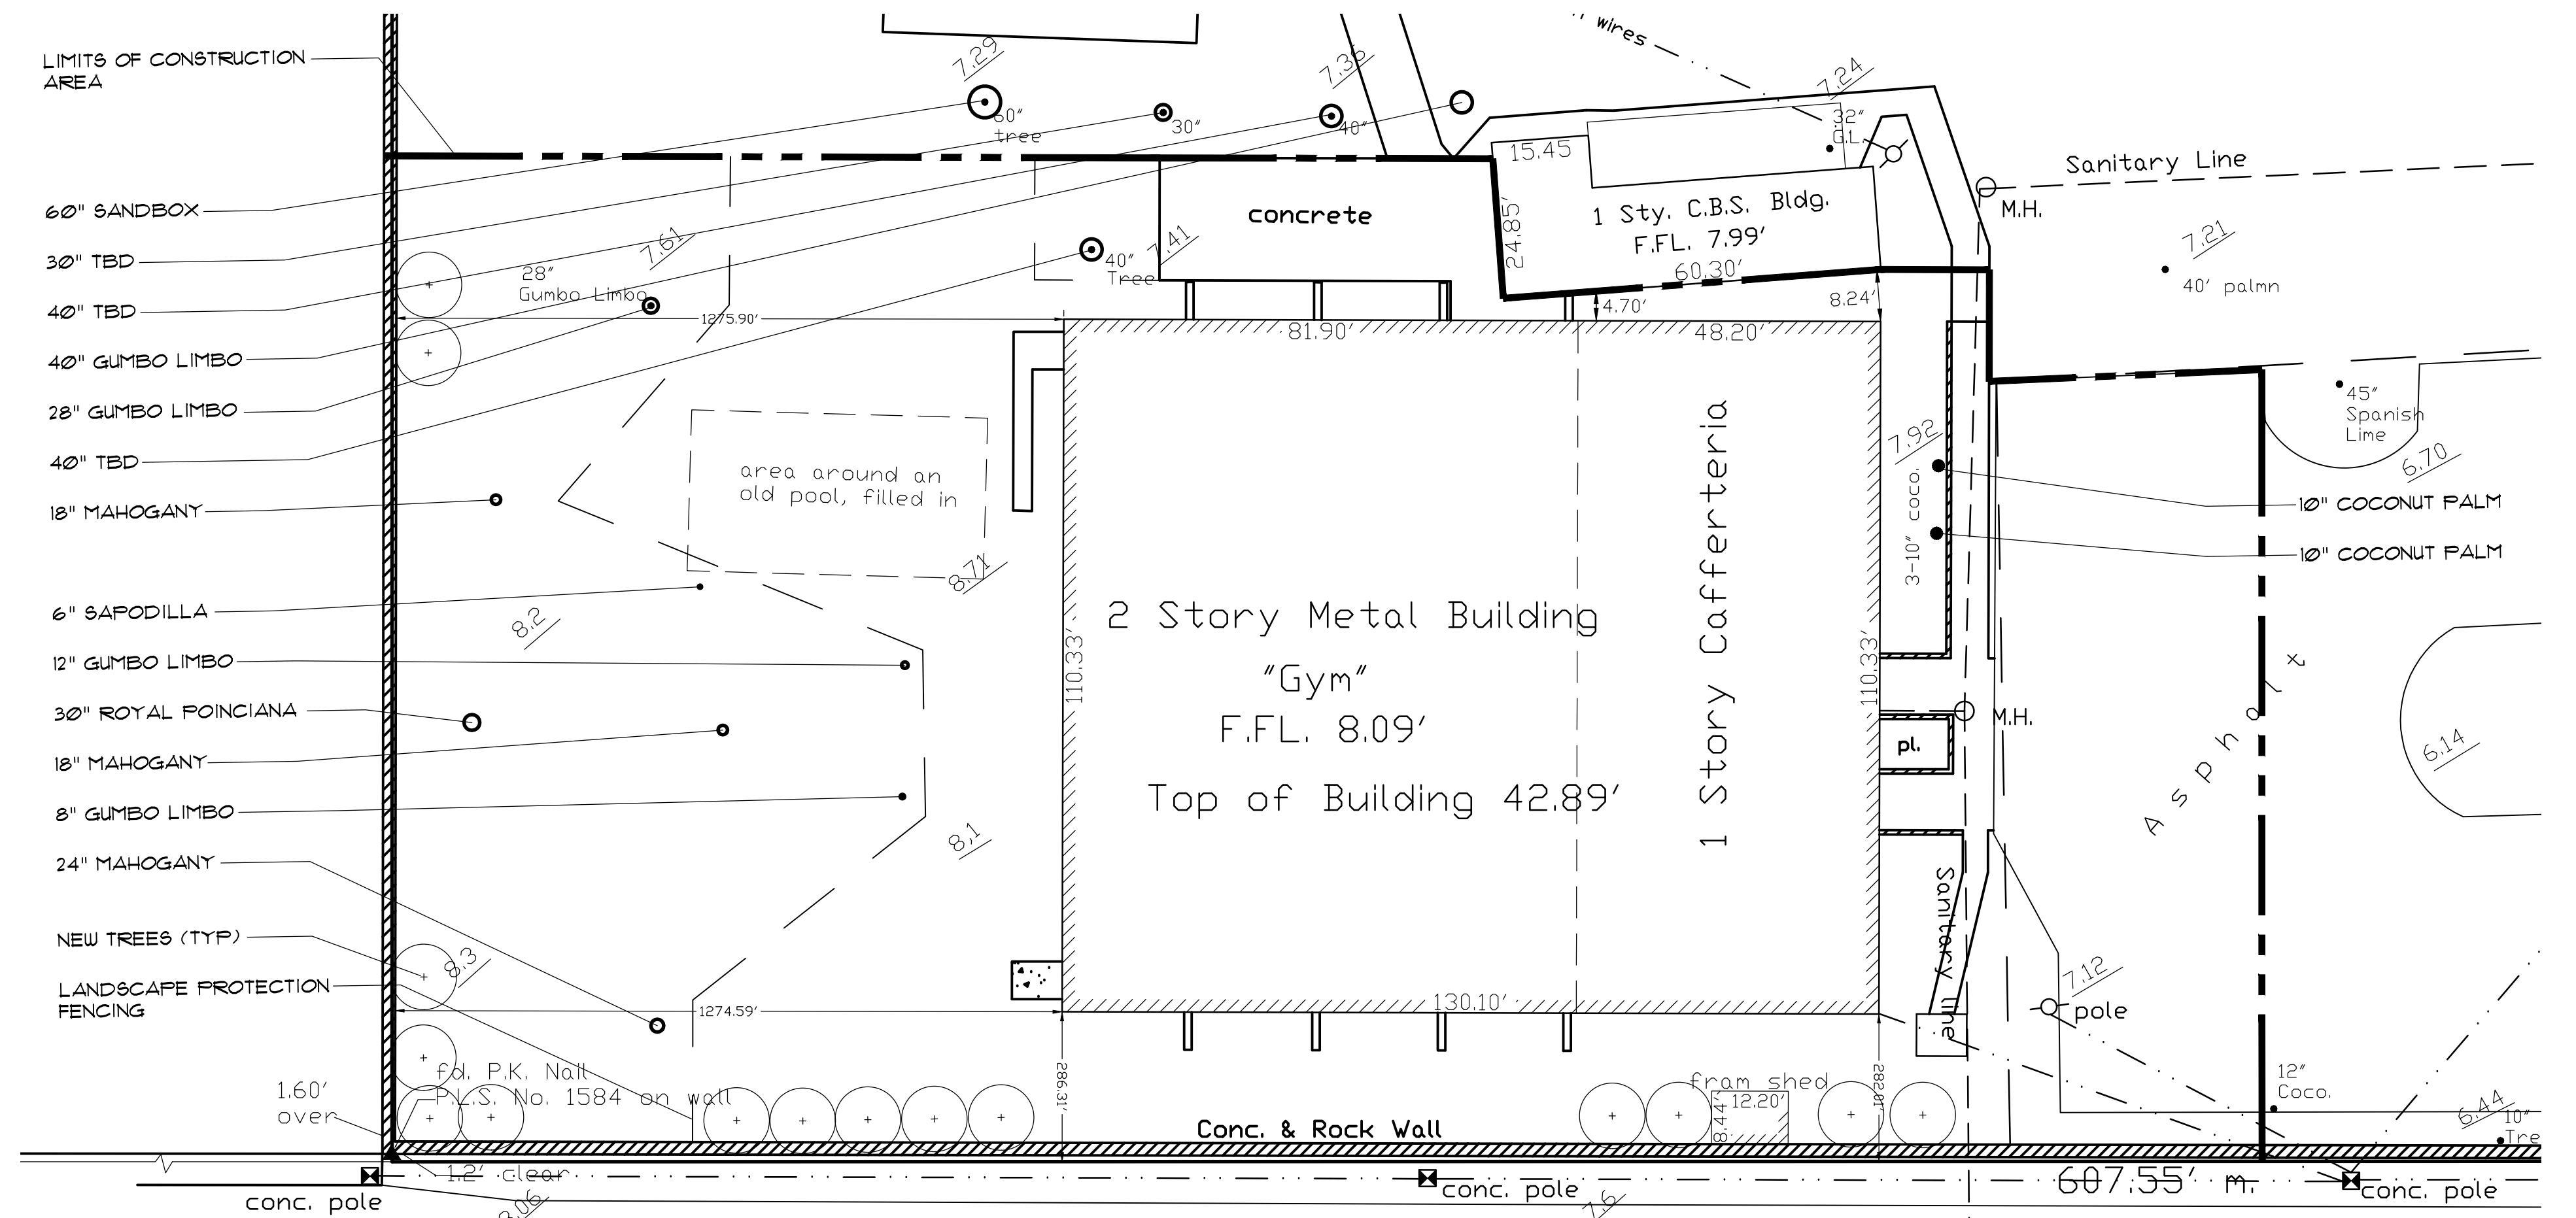 LIMITS OF CONSTRUCTION
AREA
60" SANDBOX
30" TBD
40" TBD
40" GUMBO LIMBO
28" GUMBO LIMBO
40" TBD
18" MAHOGANY
6" SAPODILLA
12" GUMBO LIMBO
30" ROYAL POINCIANA
18" MAHOGANY
8" GUMBO LIMBO
24" MAHOGANY
NEW TREES (TYP)
LANDSCAPE PROTECTION
FENCING
1.60'
over
conc. pole
7.29
60"
tree
30"
7.36
40"
wires
7.24
32"
G.L.
15.45
24.85'
1 Sty. C.B.S. Bldg.
F.FL. 7.99'
60.30'
4.70'
8.24'
concrete
7.41
40"
Tree
7.61
28"
Gumbo Limbo
1275.90'
81.90'
48.20'
area around an
old pool, filled in
8.71
8.2
8.1
8.3
110.33'
2 Story Metal Building
"Gym"
F.FL. 8.09'
Top of Building 42.89'
1 Story Cafferteria
110.33'
130.10'
1274.59'
286.31'
282.01'
fd. P.K. Nail
P.L.S. No. 1584 on wall
1.2' clear
Conc. & Rock Wall
fram shed
12.20'
8.44'
Sanitary Line
M.H.
7.21
40' palmn
45"
Spanish
Lime
6.70
7.92
3-10" coco.
10" COCONUT PALM
10" COCONUT PALM
M.H.
pl.
Asphalt
6.14
Sanitary line
7.12
pole
12"
Coco.
6.44
10"
Tre
607.55' m.
conc. pole
conc. pole
7.6